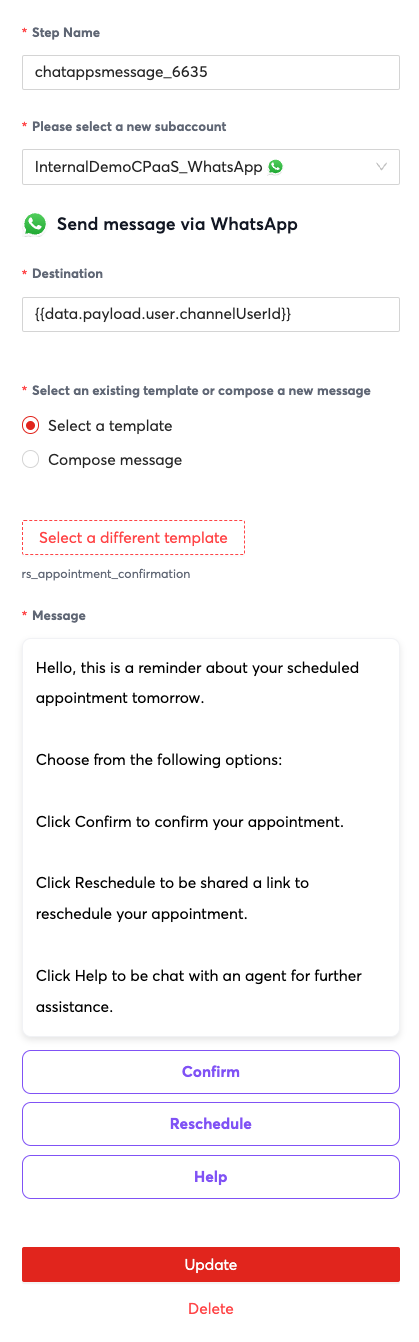 * Step Name
chatappsmessage_6635
* Please select a new subaccount
InternalDemoCPaaS_WhatsApp
Send message via WhatsApp
* Destination
{{data.payload.user.channelUserId}}
* Select an existing template or compose a new message
Select a template
Compose message
Select a different template
rs_appointment_confirmation
* Message
Hello, this is a reminder about your scheduled
appointment tomorrow.
Choose from the following options:
Click Confirm to confirm your appointment.
Click Reschedule to be shared a link to
reschedule your appointment.
Click Help to be chat with an agent for further
assistance.
Confirm
Reschedule
Help
Update
Delete